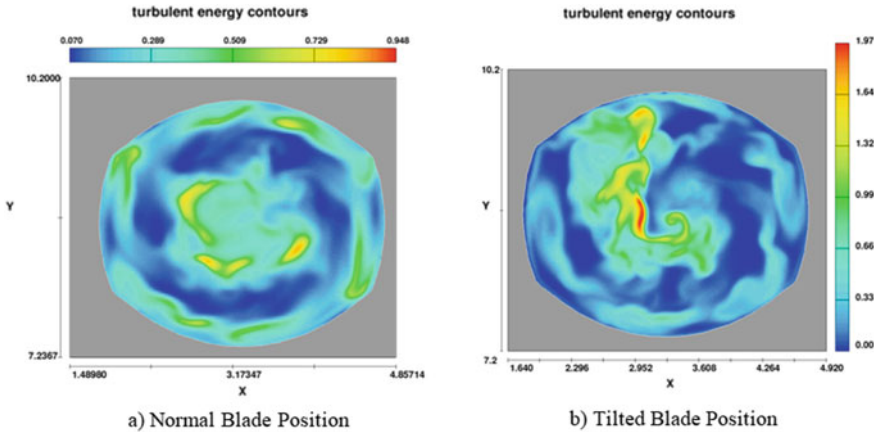 turbulent energy contours
0.070 0.289 0.509 0.729 0.948
10.2000
Y
7.2367
1.48980 3.17347 4.85714
X
a) Normal Blade Position
turbulent energy contours
1.97
10.2
1.64
1.32
Y
0.99
0.66
0.33
7.2
0.00
1.640 2.296 2.952 3.608 4.264 4.920
X
b) Tilted Blade Position